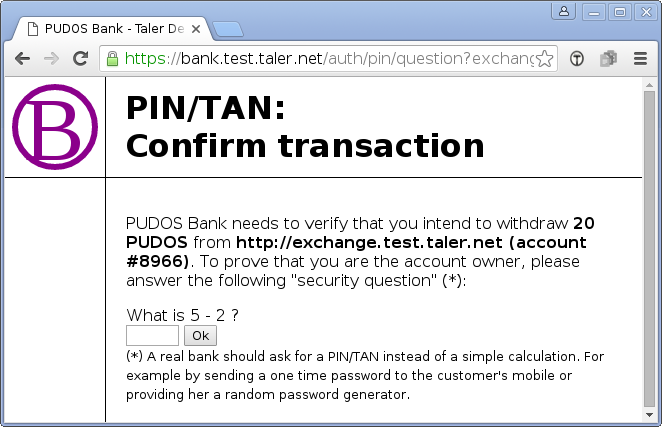 PUDOS Bank - Taler De
https://bank.test.taler.net/auth/pin/question?exchang
B
PIN/TAN:
Confirm transaction
PUDOS Bank needs to verify that you intend to withdraw 20
PUDOS from http://exchange.test.taler.net (account
#8966). To prove that you are the account owner, please
answer the following "security question" (*):
What is 5 - 2 ?
Ok
(*) A real bank should ask for a PIN/TAN instead of a simple calculation. For
example by sending a one time password to the customer's mobile or
providing her a random password generator.